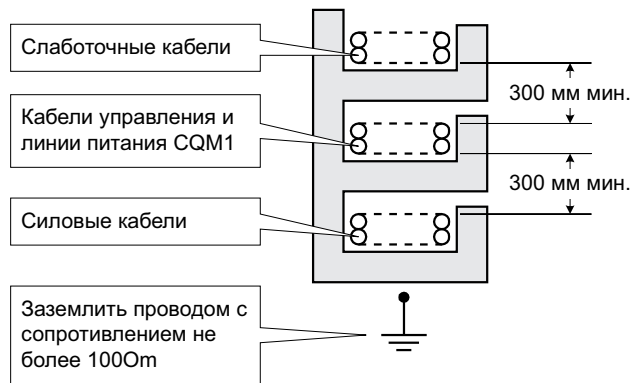 Слаботочные кабели
300 мм мин.
Кабели управления и
линии питания CQM1
300 мм мин.
Силовые кабели
Заземлить проводом с
сопротивлением не
более 100Om